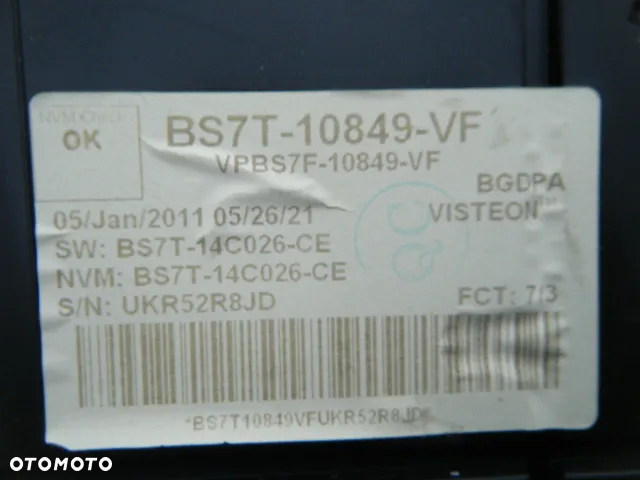 NVM Check
OK
BS7T-10849-VF
VPBS7F-10849-VF
BGDPA
05/Jan/2011 05/26/21
VISTEON
SW: BS7T-14C026-CE
NVM: BS7T-14C026-CE
S/N: UKR52R8JD
FCT: 7/3
QC
*BS7T10849VFUKR52R8JD*
OTOMOTO